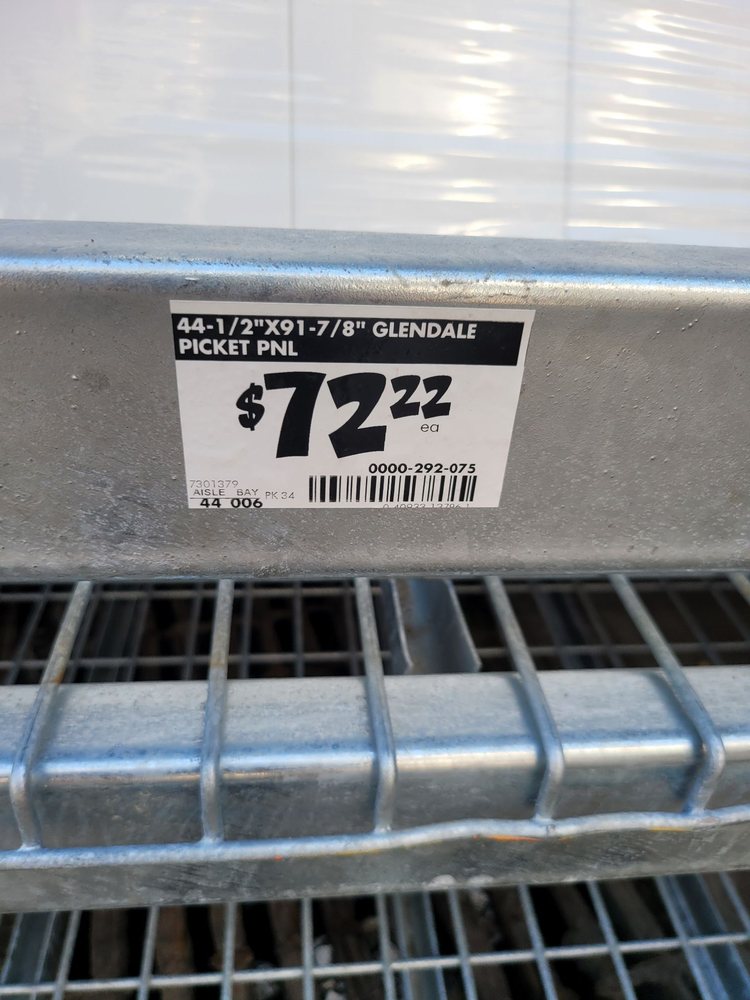 44-1/2"X91-7/8" GLENDALE
PICKET PNL
$72 22
ea
0000-292-075
7301379
AISLE BAY PK 34
44 006